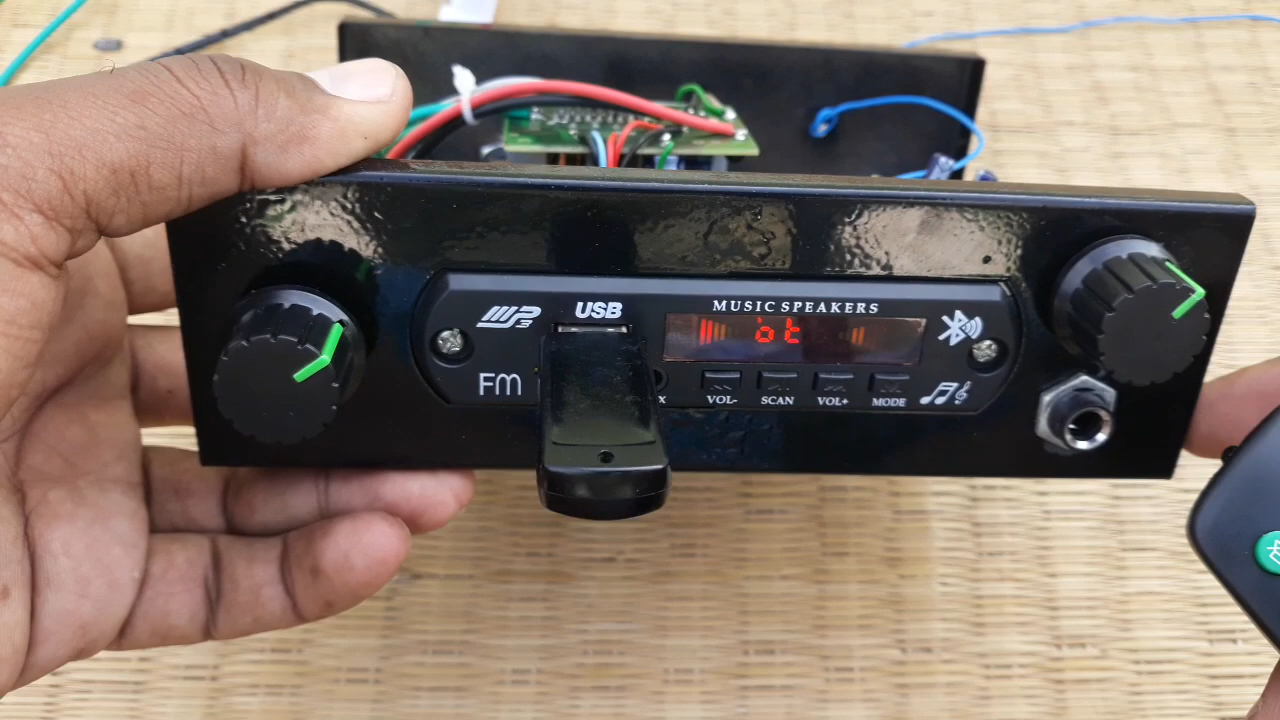 MUSIC SPEAKERS
MP3 USB
bt
FM
X VOL- SCAN VOL+ MODE